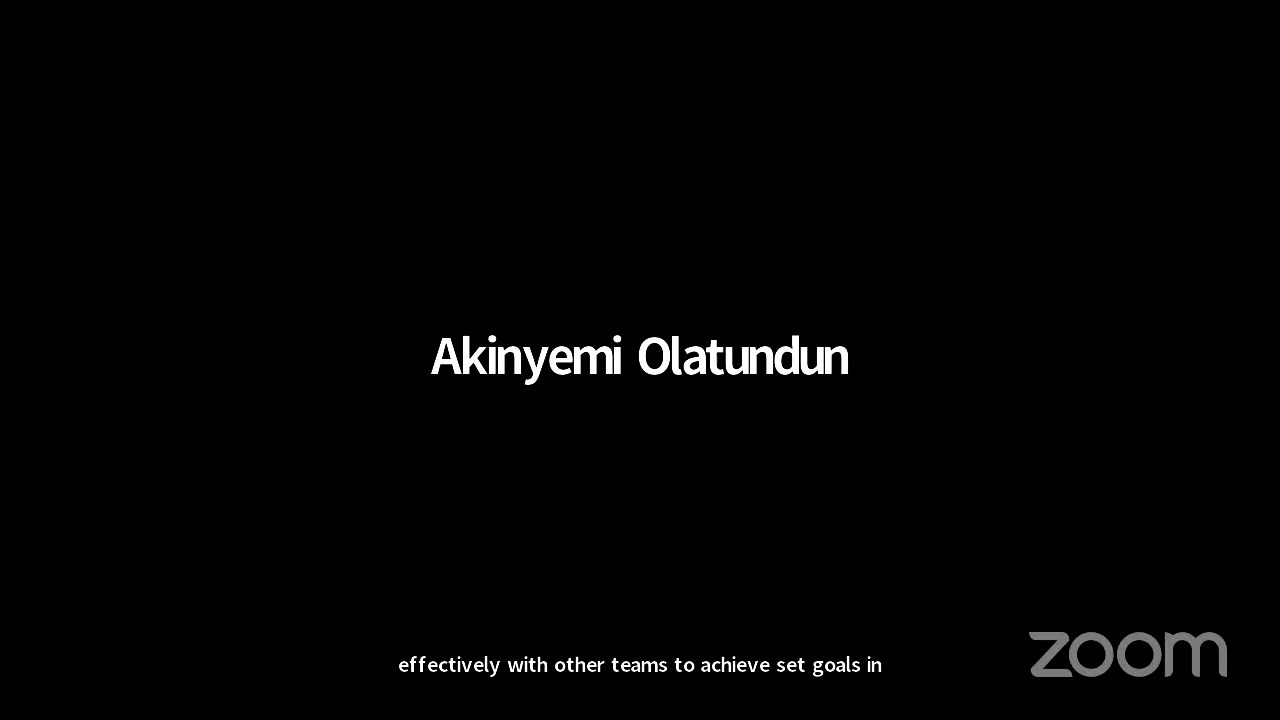 Akinyemi Olatundun
effectively with other teams to achieve set goals in
zoom